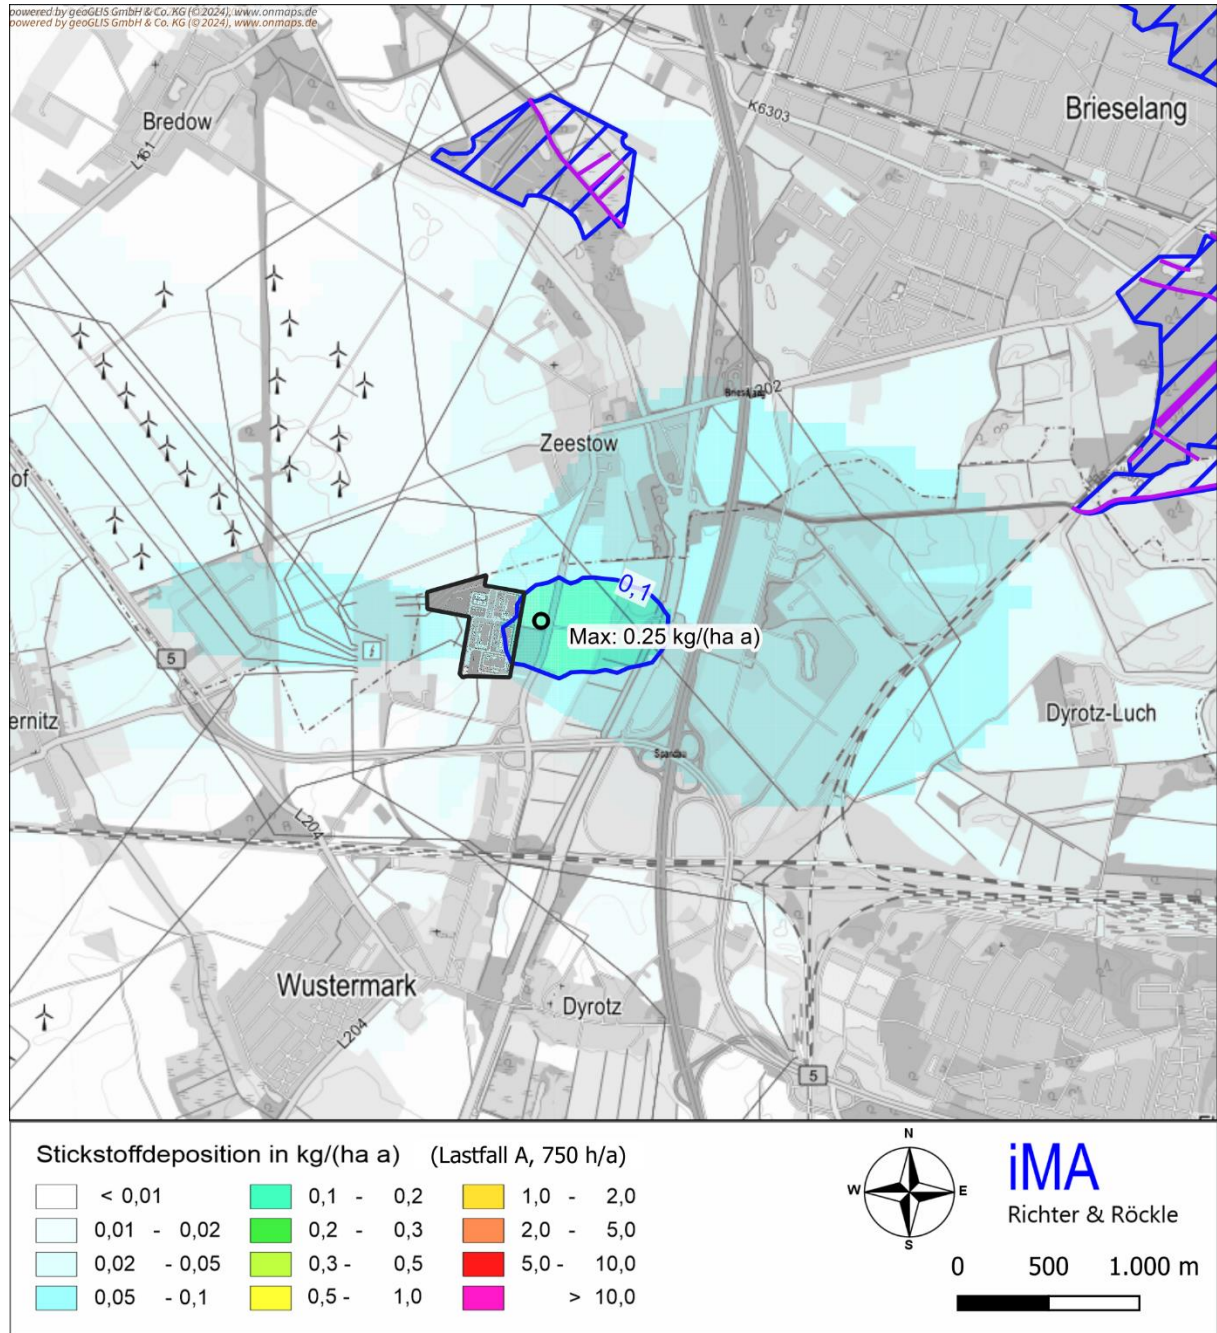 powered by geoGLIS GmbH & Co. KG (©2024), www.onmaps.de
powered by geoGLIS GmbH & Co. KG (©2024), www.onmaps.de
Bredow
L161
K6303
Brieselang
L202
Zeestow
of
0,1
Max: 0.25 kg/(ha a)
5
ernitz
Dyrotz-Luch
Spandau
L204
Wustermark
Dyrotz
L204
5
Stickstoffdeposition in kg/(ha a) (Lastfall A, 750 h/a)
< 0,01 0,1 - 0,2 1,0 - 2,0
0,01 - 0,02 0,2 - 0,3 2,0 - 5,0
0,02 - 0,05 0,3 - 0,5 5,0 - 10,0
0,05 - 0,1 0,5 - 1,0 > 10,0
N
W E
S
iMA
Richter & Röckle
0 500 1.000 m